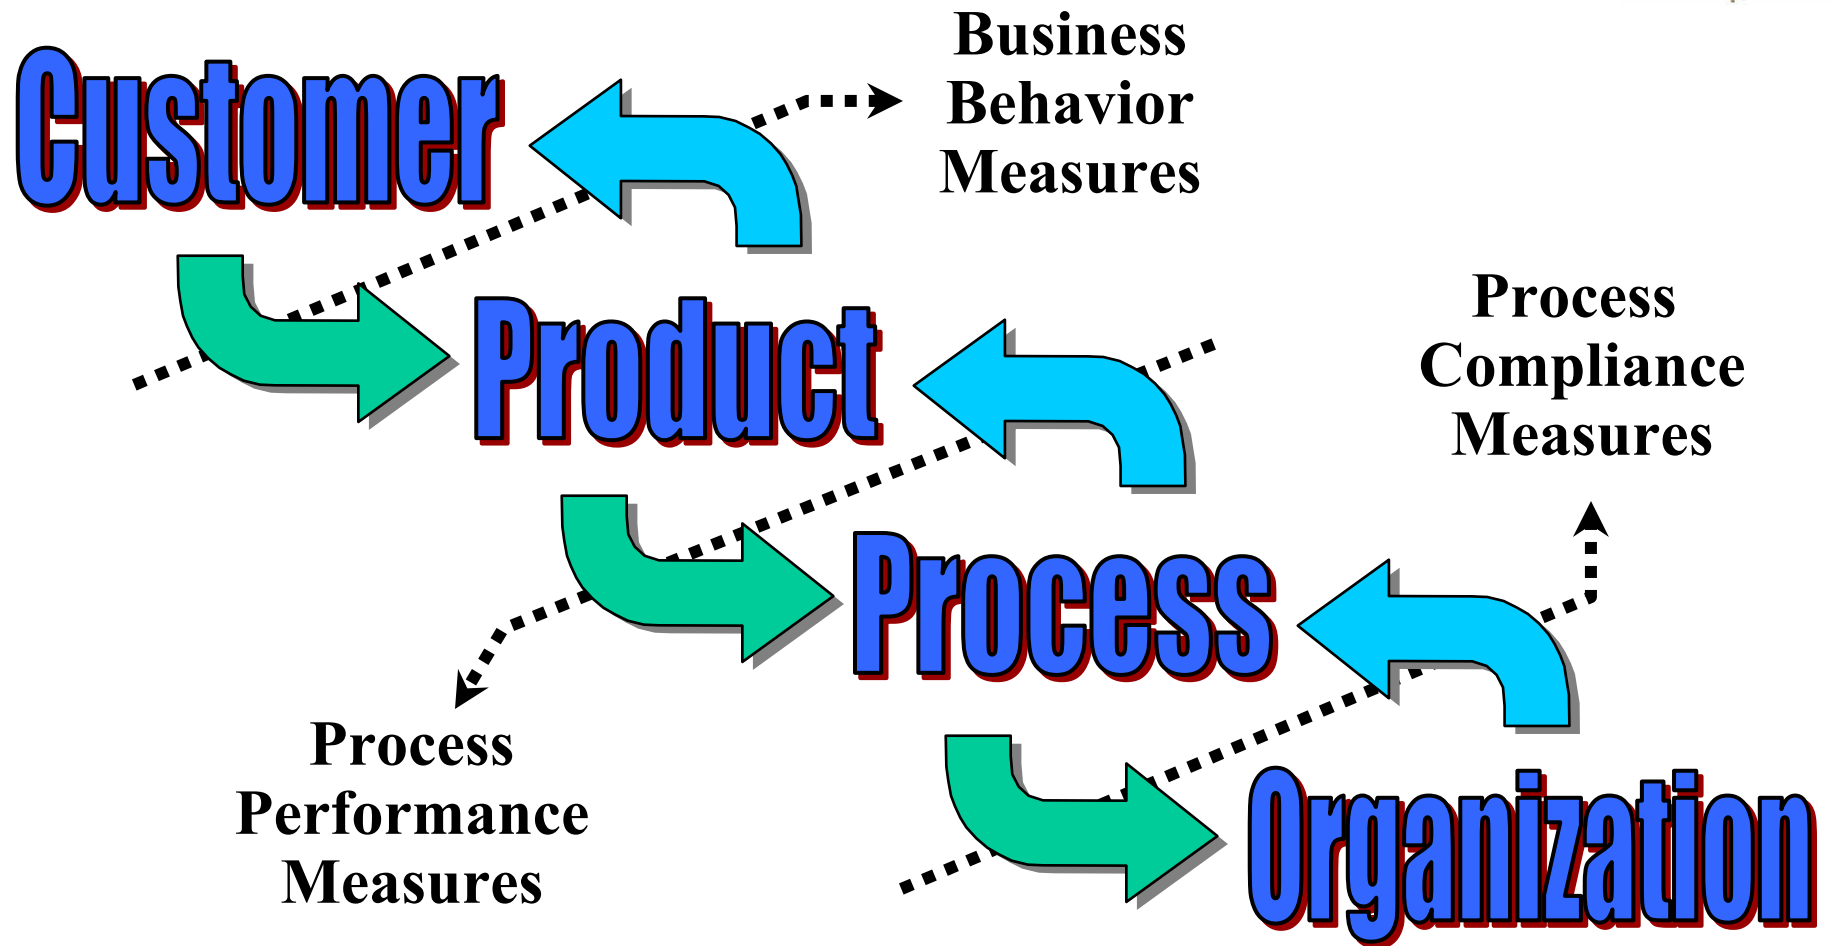 Customer
Business
Behavior
Measures
Product
Process
Compliance
Measures
Process
Process
Performance
Measures
Organization